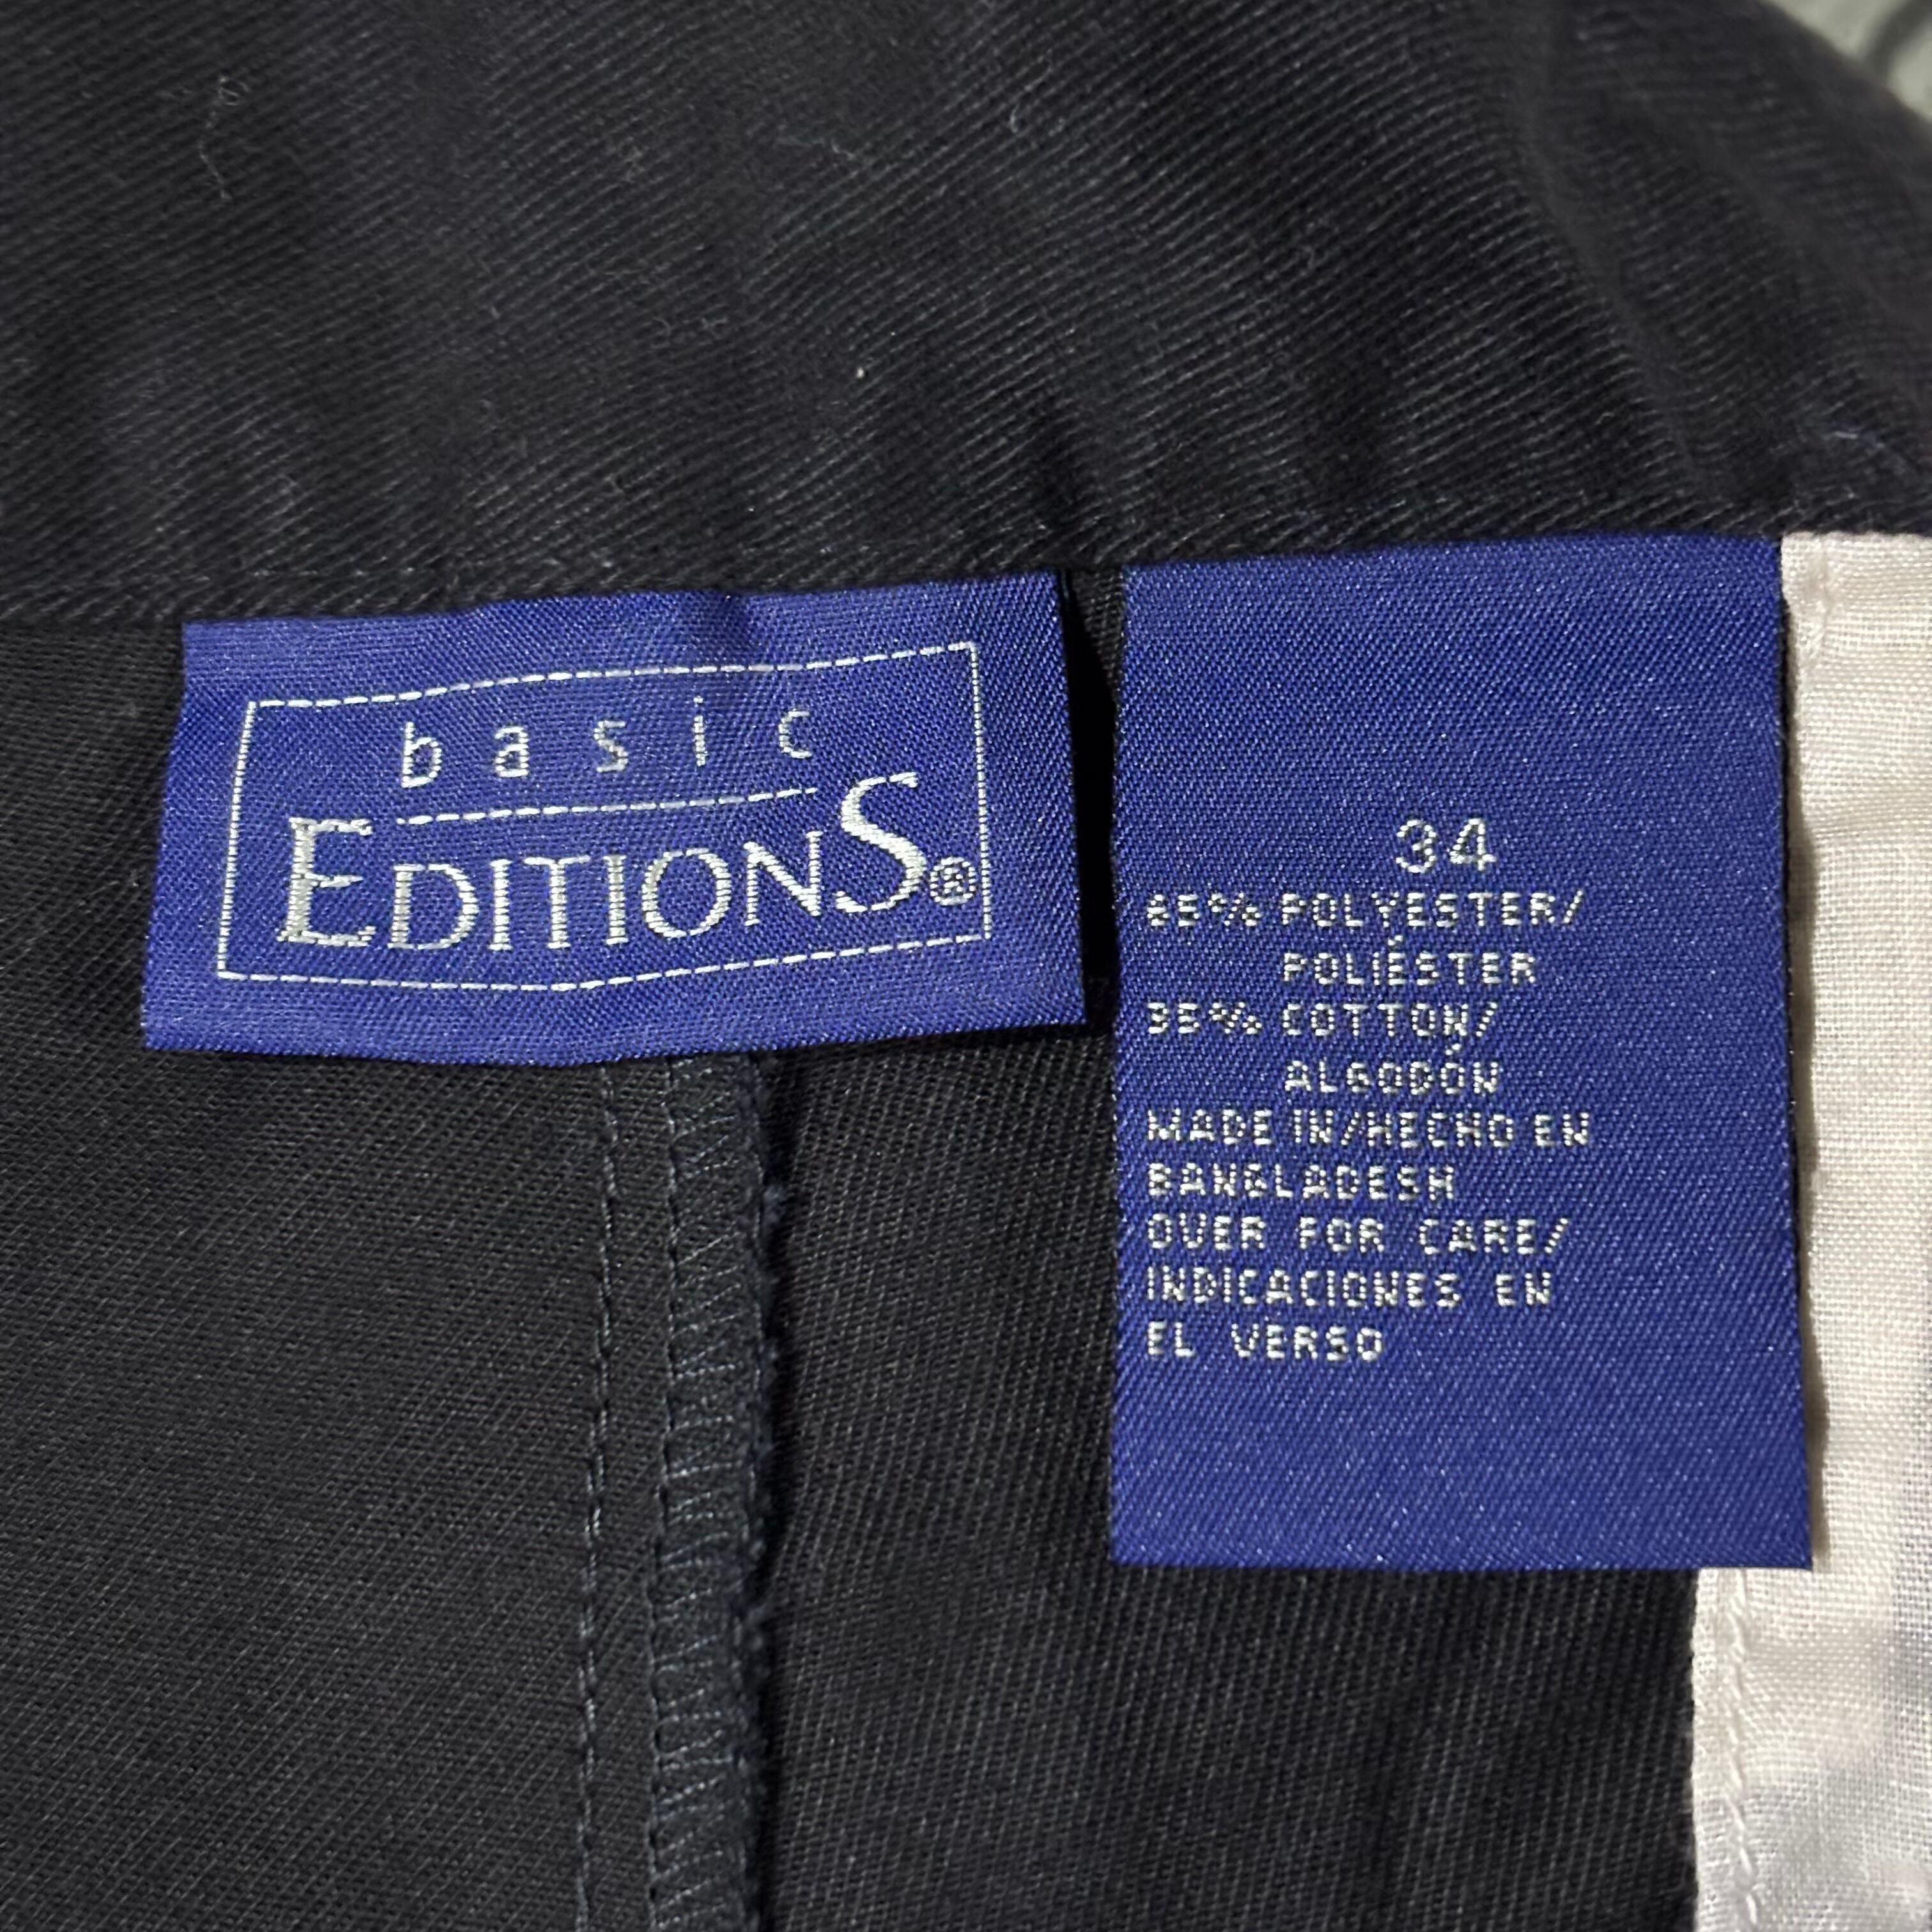 basic
EDITIONS®
34
65% POLYESTER/
POLIÉSTER
35% COTTON/
ALGODÓN
MADE IN/HECHO EN
BANGLADESH
OVER FOR CARE/
INDICACIONES EN
EL VERSO